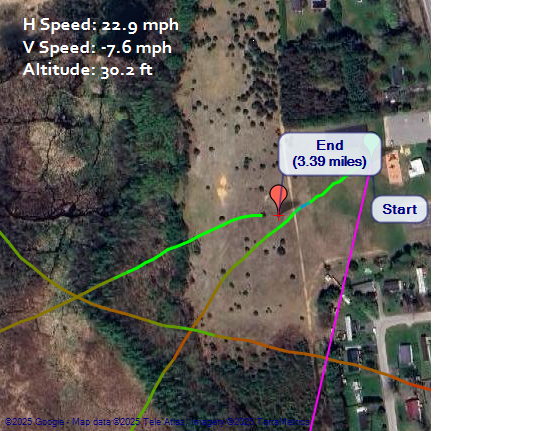 H Speed: 22.9 mph
V Speed: -7.6 mph
Altitude: 30.2 ft
End
(3.39 miles)
Start
©2025 Google - Map data ©2025 Tele Atlas, Imagery ©2025 TerraMetrics